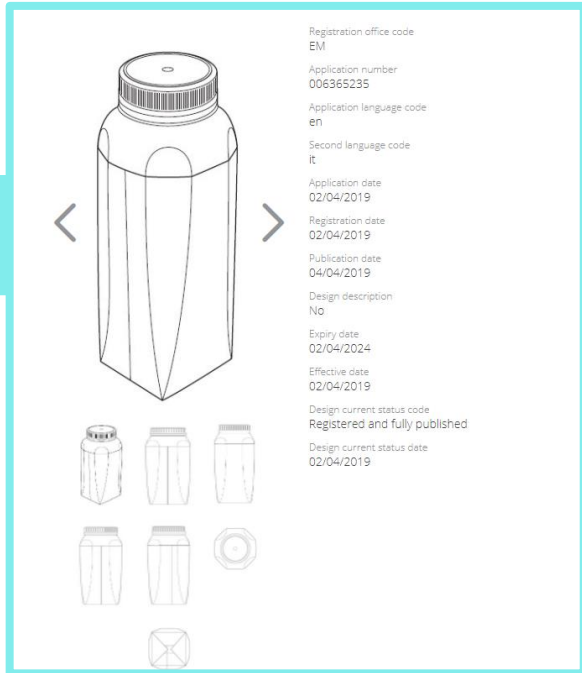 Registration office code
EM
Application number
006365235
Application language code
en
Second language code
it
Application date
02/04/2019
Registration date
02/04/2019
Publication date
04/04/2019
Design description
No
Expiry date
02/04/2024
Effective date
02/04/2019
Design current status code
Registered and fully published
Design current status date
02/04/2019